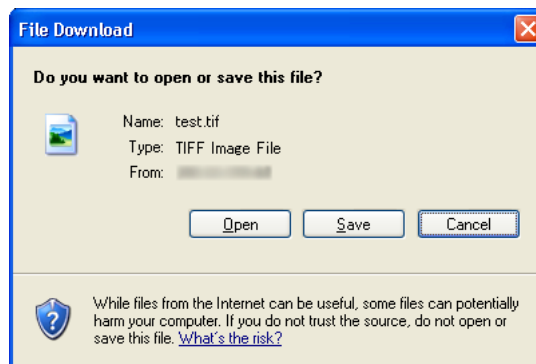 File Download
Do you want to open or save this file?
Name: test.tif
Type: TIFF Image File
From:
Open Save Cancel
While files from the Internet can be useful, some files can potentially
harm your computer. If you do not trust the source, do not open or
save this file. What's the risk?